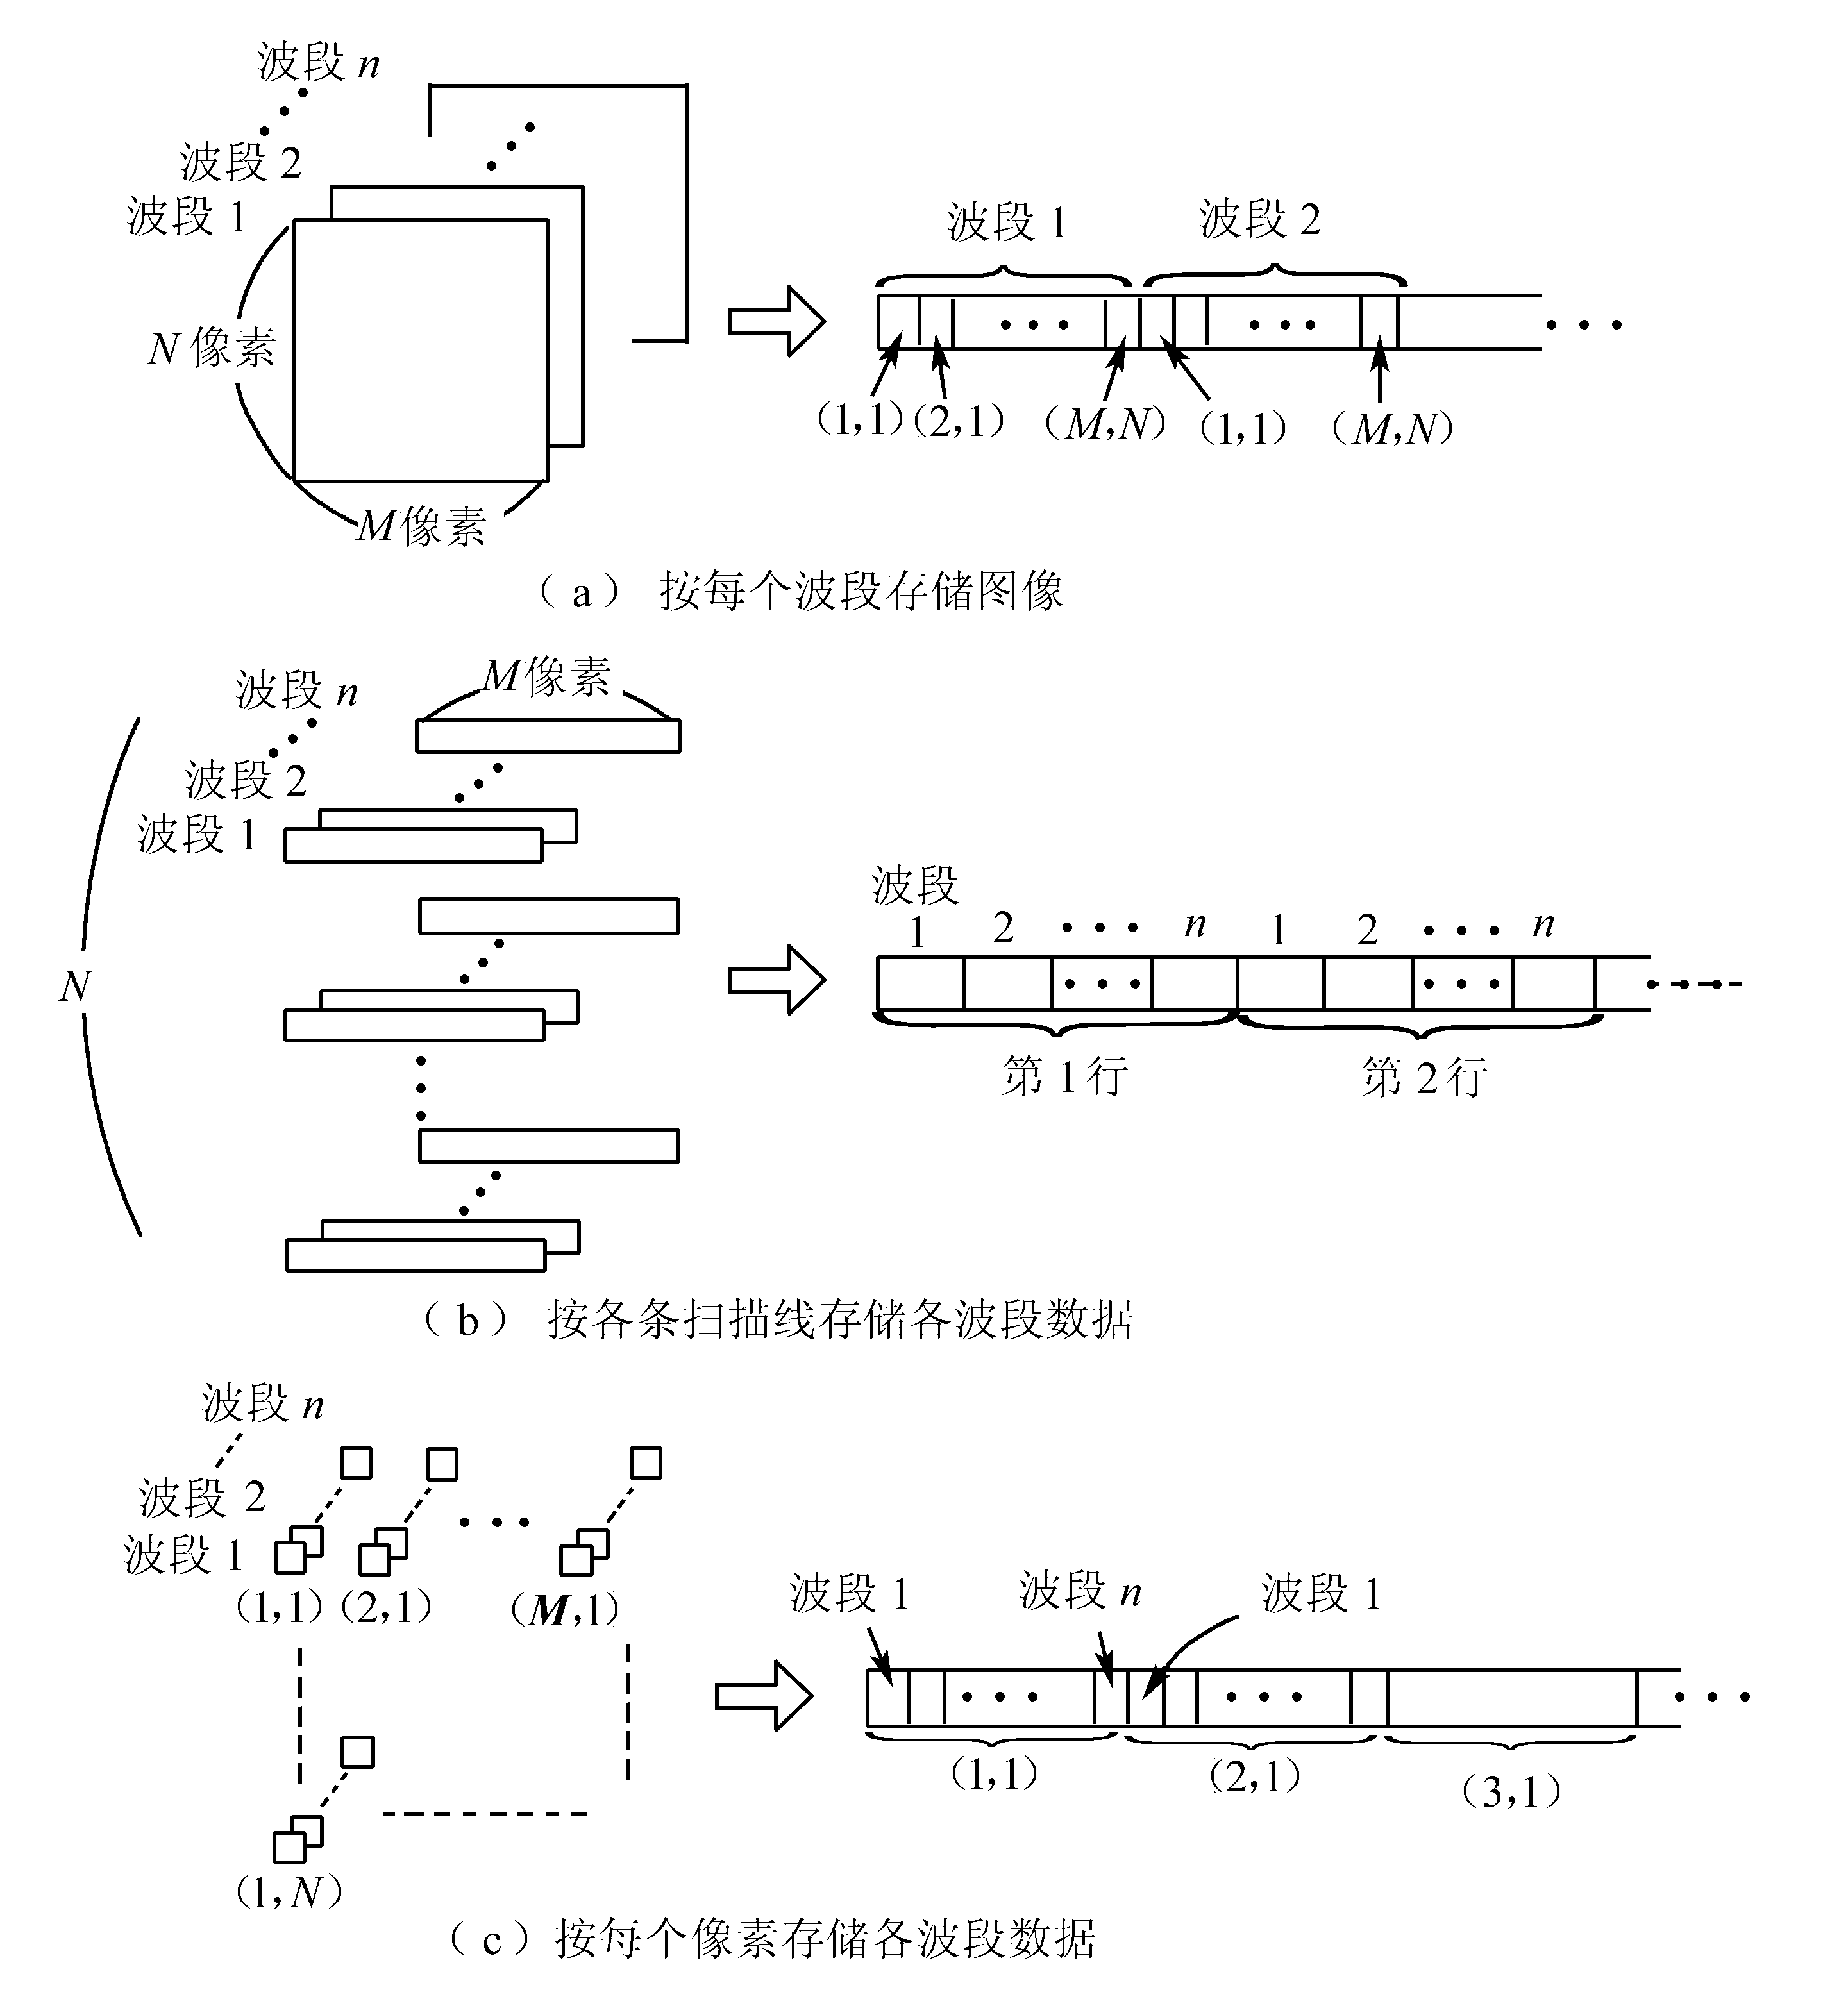 波段 n
波段 2
波段 1
N 像素
M 像素
波段 1
波段 2
(1,1)
(2,1)
(M,N)
(1,1)
(M,N)
（a） 按每个波段存储图像
波段 n
波段 2
波段 1
M 像素
N
波段
1 2 ··· n 1 2 ··· n
第 1 行
第 2 行
（b） 按各条扫描线存储各波段数据
波段 n
波段 2
波段 1
(1,1) (2,1) ··· (M,1)
(1,N)
波段 1
波段 n
波段 1
(1,1)
(2,1)
(3,1)
（c）按每个像素存储各波段数据